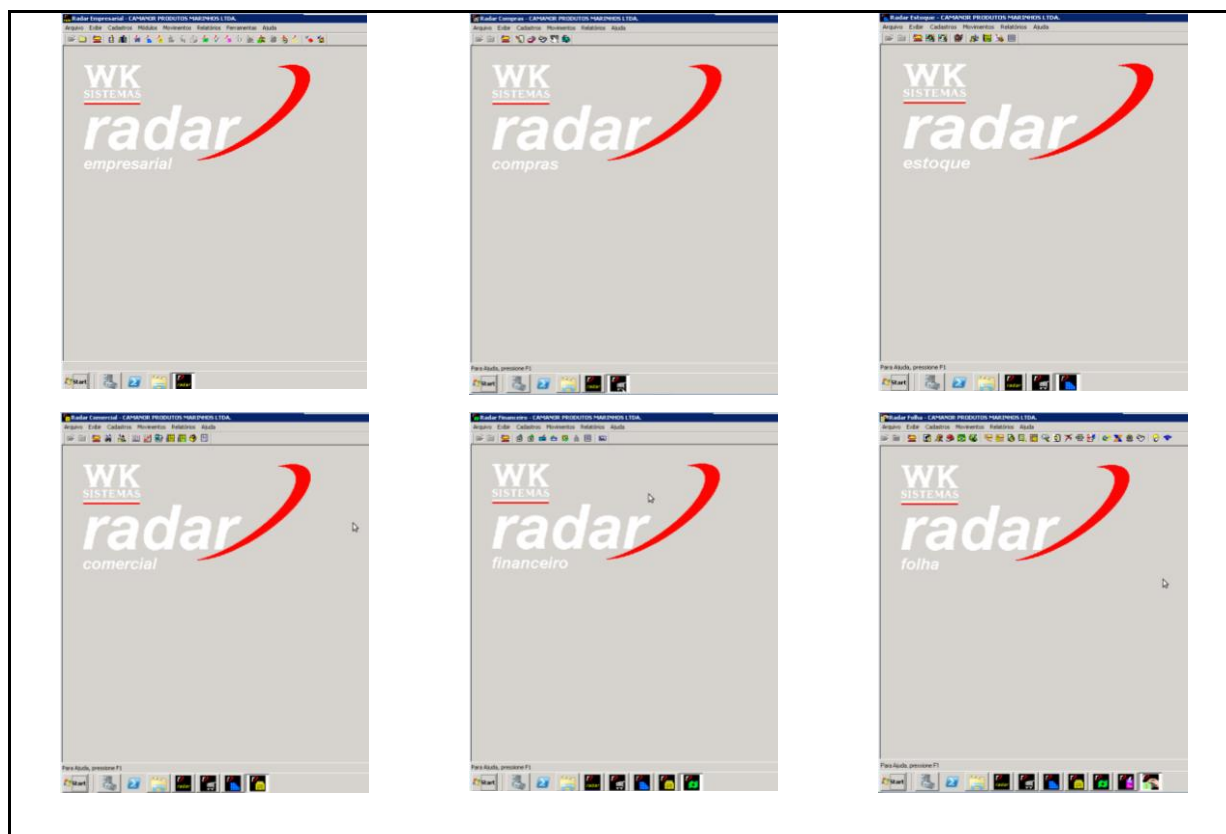 Radar Empresarial - CAMANOR PRODUTOS MARINHOS LTDA.
Arquivo Exibir Cadastros Módulos Movimentos Relatórios Ferramentas Ajuda
WK
SISTEMAS
radar
empresarial
Start
radar
Radar Compras - CAMANOR PRODUTOS MARINHOS LTDA.
Arquivo Exibir Cadastros Movimentos Relatórios Ajuda
WK
SISTEMAS
radar
compras
Para Ajuda, pressione F1
Start
radar
Radar Estoque - CAMANOR PRODUTOS MARINHOS LTDA.
Arquivo Exibir Cadastros Movimentos Relatórios Ajuda
WK
SISTEMAS
radar
estoque
Para Ajuda, pressione F1
Start
radar
Radar Comercial - CAMANOR PRODUTOS MARINHOS LTDA.
Arquivo Exibir Cadastros Movimentos Relatórios Ajuda
WK
SISTEMAS
radar
comercial
Para Ajuda, pressione F1
Start
radar
Radar Financeiro - CAMANOR PRODUTOS MARINHOS LTDA.
Arquivo Exibir Cadastros Movimentos Relatórios Ajuda
WK
SISTEMAS
radar
financeiro
Para Ajuda, pressione F1
Start
radar
Radar Folha - CAMANOR PRODUTOS MARINHOS LTDA.
Arquivo Exibir Cadastros Movimentos Relatórios Ajuda
WK
SISTEMAS
radar
folha
Para Ajuda, pressione F1
Start
radar